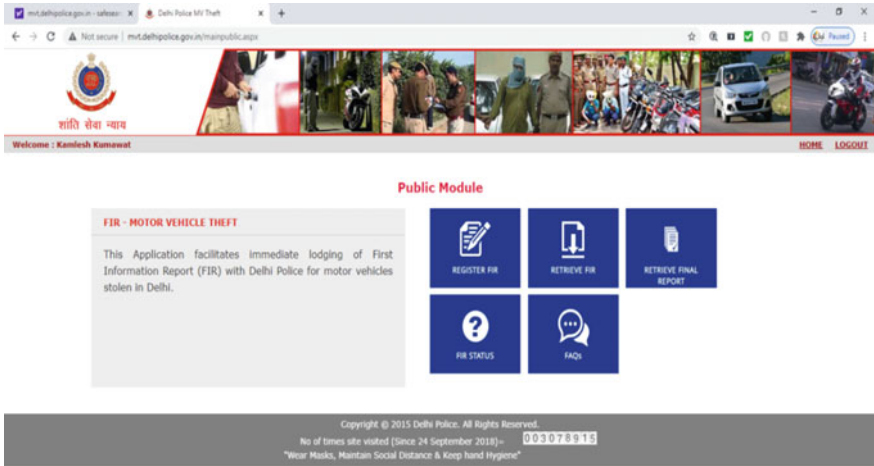 mvt.delhipolice.gov.in - safeass
Delhi Police MV Theft
Not secure | mvt.delhipolice.gov.in/mainpublic.aspx
Paused
शांति सेवा न्याय
Welcome : Kamlesh Kumawat
HOME LOGOUT
Public Module
FIR - MOTOR VEHICLE THEFT
This Application facilitates immediate lodging of First
Information Report (FIR) with Delhi Police for motor vehicles
stolen in Delhi.
REGISTER FIR
RETRIEVE FIR
RETRIEVE FINAL
REPORT
FIR STATUS
FAQs
Copyright @ 2015 Delhi Police. All Rights Reserved.
No of times site visited (Since 24 September 2018)= 003078915
"Wear Masks, Maintain Social Distance & Keep hand Hygiene"